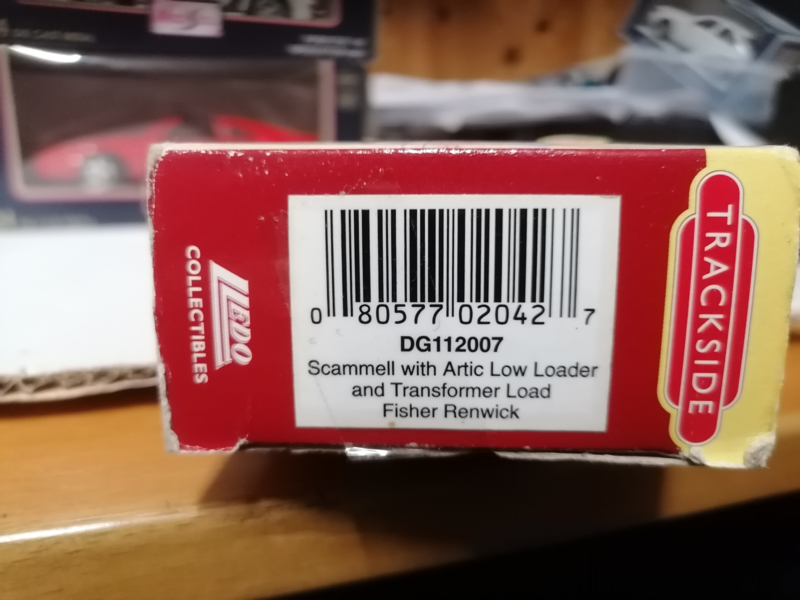 LLEDO
COLLECTIBLES
0 80577 02042 7
DG112007
Scammell with Artic Low Loader
and Transformer Load
Fisher Renwick
TRACKSIDE